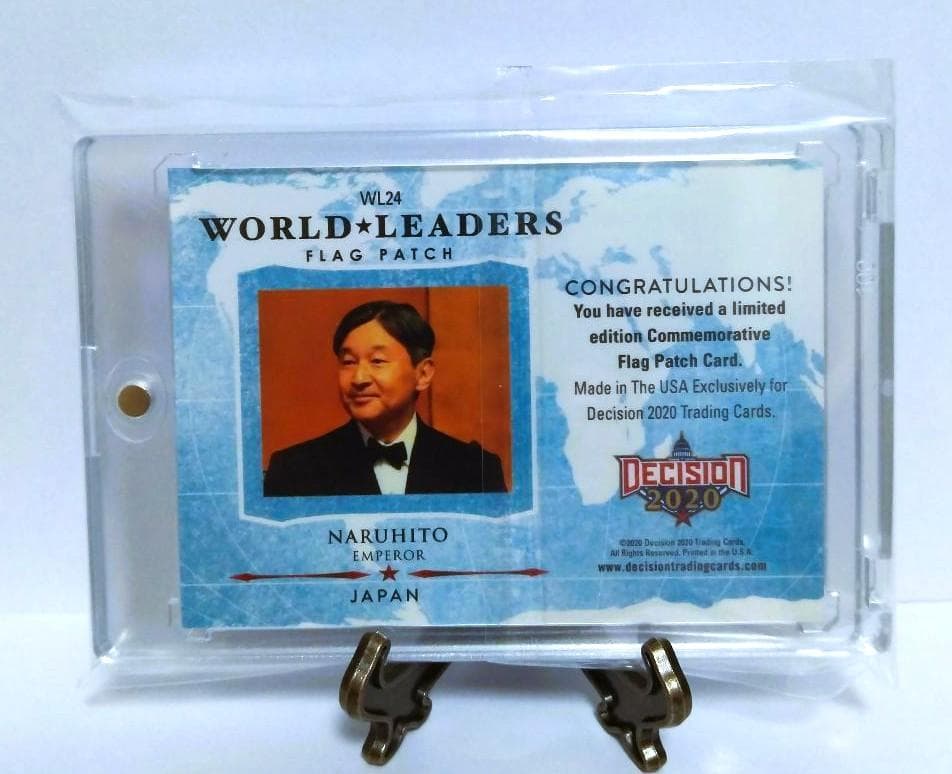 WL24
WORLD★LEADERS
FLAG PATCH
NARUHITO
EMPEROR
JAPAN
CONGRATULATIONS!
You have received a limited
edition Commemorative
Flag Patch Card.
Made in The USA Exclusively for
Decision 2020 Trading Cards.
DECISION
2020
©2020 Decision 2020 Trading Cards.
All Rights Reserved. Printed in the U.S.A.
www.decisiontradingcards.com